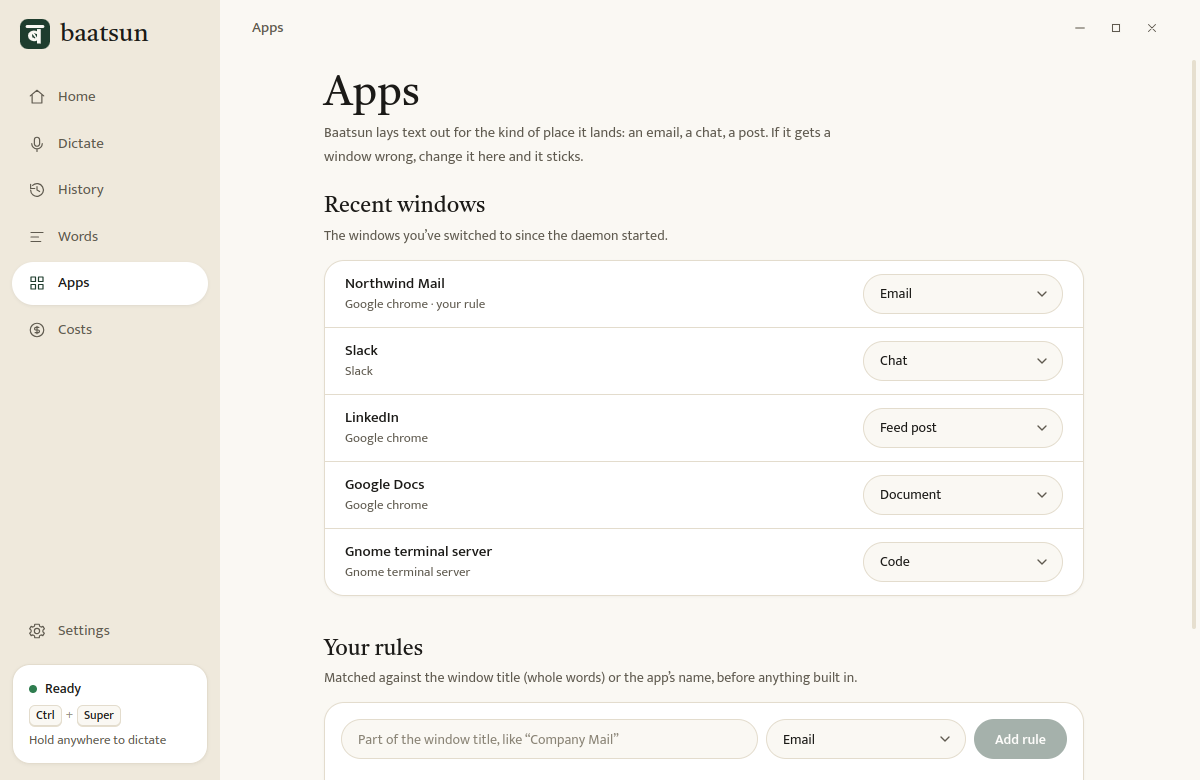 baatsun
Apps
Home
Dictate
History
Words
Apps
Costs
Settings
Ready
Ctrl + Super
Hold anywhere to dictate
Apps
Baatsun lays text out for the kind of place it lands: an email, a chat, a post. If it gets a
window wrong, change it here and it sticks.
Recent windows
The windows you’ve switched to since the daemon started.
Northwind Mail
Google chrome · your rule
Email
Slack
Slack
Chat
LinkedIn
Google chrome
Feed post
Google Docs
Google chrome
Document
Gnome terminal server
Gnome terminal server
Code
Your rules
Matched against the window title (whole words) or the app’s name, before anything built in.
Part of the window title, like “Company Mail”
Email
Add rule